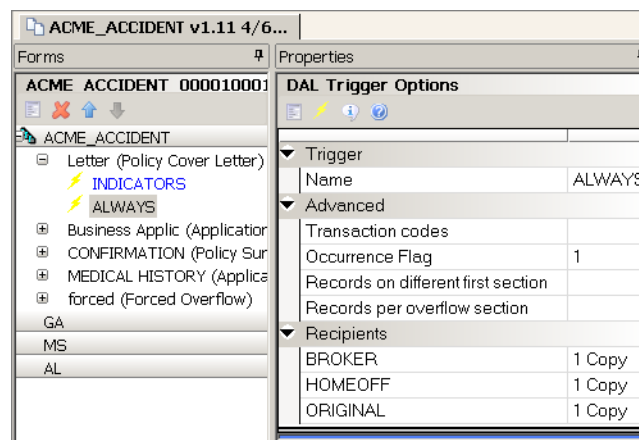 ACME_ACCIDENT v1.11 4/6...
Forms
ACME ACCIDENT 000010001
ACME_ACCIDENT
Letter (Policy Cover Letter)
INDICATORS
ALWAYS
Business Applic (Application
CONFIRMATION (Policy Sur
MEDICAL HISTORY (Applica
forced (Forced Overflow)
GA
MS
AL
Properties
DAL Trigger Options
Trigger
Name ALWAYS
Advanced
Transaction codes
Occurrence Flag 1
Records on different first section
Records per overflow section
Recipients
BROKER 1 Copy
HOMEOFF 1 Copy
ORIGINAL 1 Copy